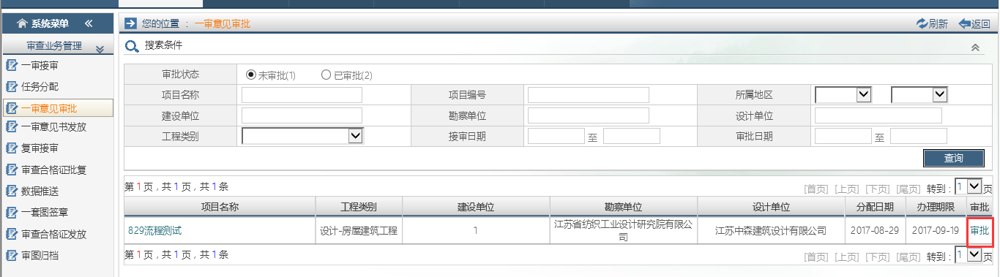 系统菜单
您的位置 ： 一审意见审批
刷新 返回
审查业务管理
一审接审
任务分配
一审意见审批
一审意见书发放
复审接审
审查合格证批复
数据推送
一套图签章
审查合格证发放
审图归档
搜索条件
审批状态 未审批(1) 已审批(2)
项目名称 项目编号 所属地区
建设单位 勘察单位 设计单位
工程类别 接审日期 至 审批日期 至
查询
第 1 页 , 共 1 页 , 共 1 条 [首页] [上页] [下页] [尾页] 转到 : 1 页
项目名称 工程类别 建设单位 勘察单位 设计单位 分配日期 办理期限 审批
829流程测试 设计-房屋建筑工程 1 江苏省纺织工业设计研究院有限公司 江苏中森建筑设计有限公司 2017-08-29 2017-09-19 审批
第 1 页 , 共 1 页 , 共 1 条 [首页] [上页] [下页] [尾页] 转到 : 1 页